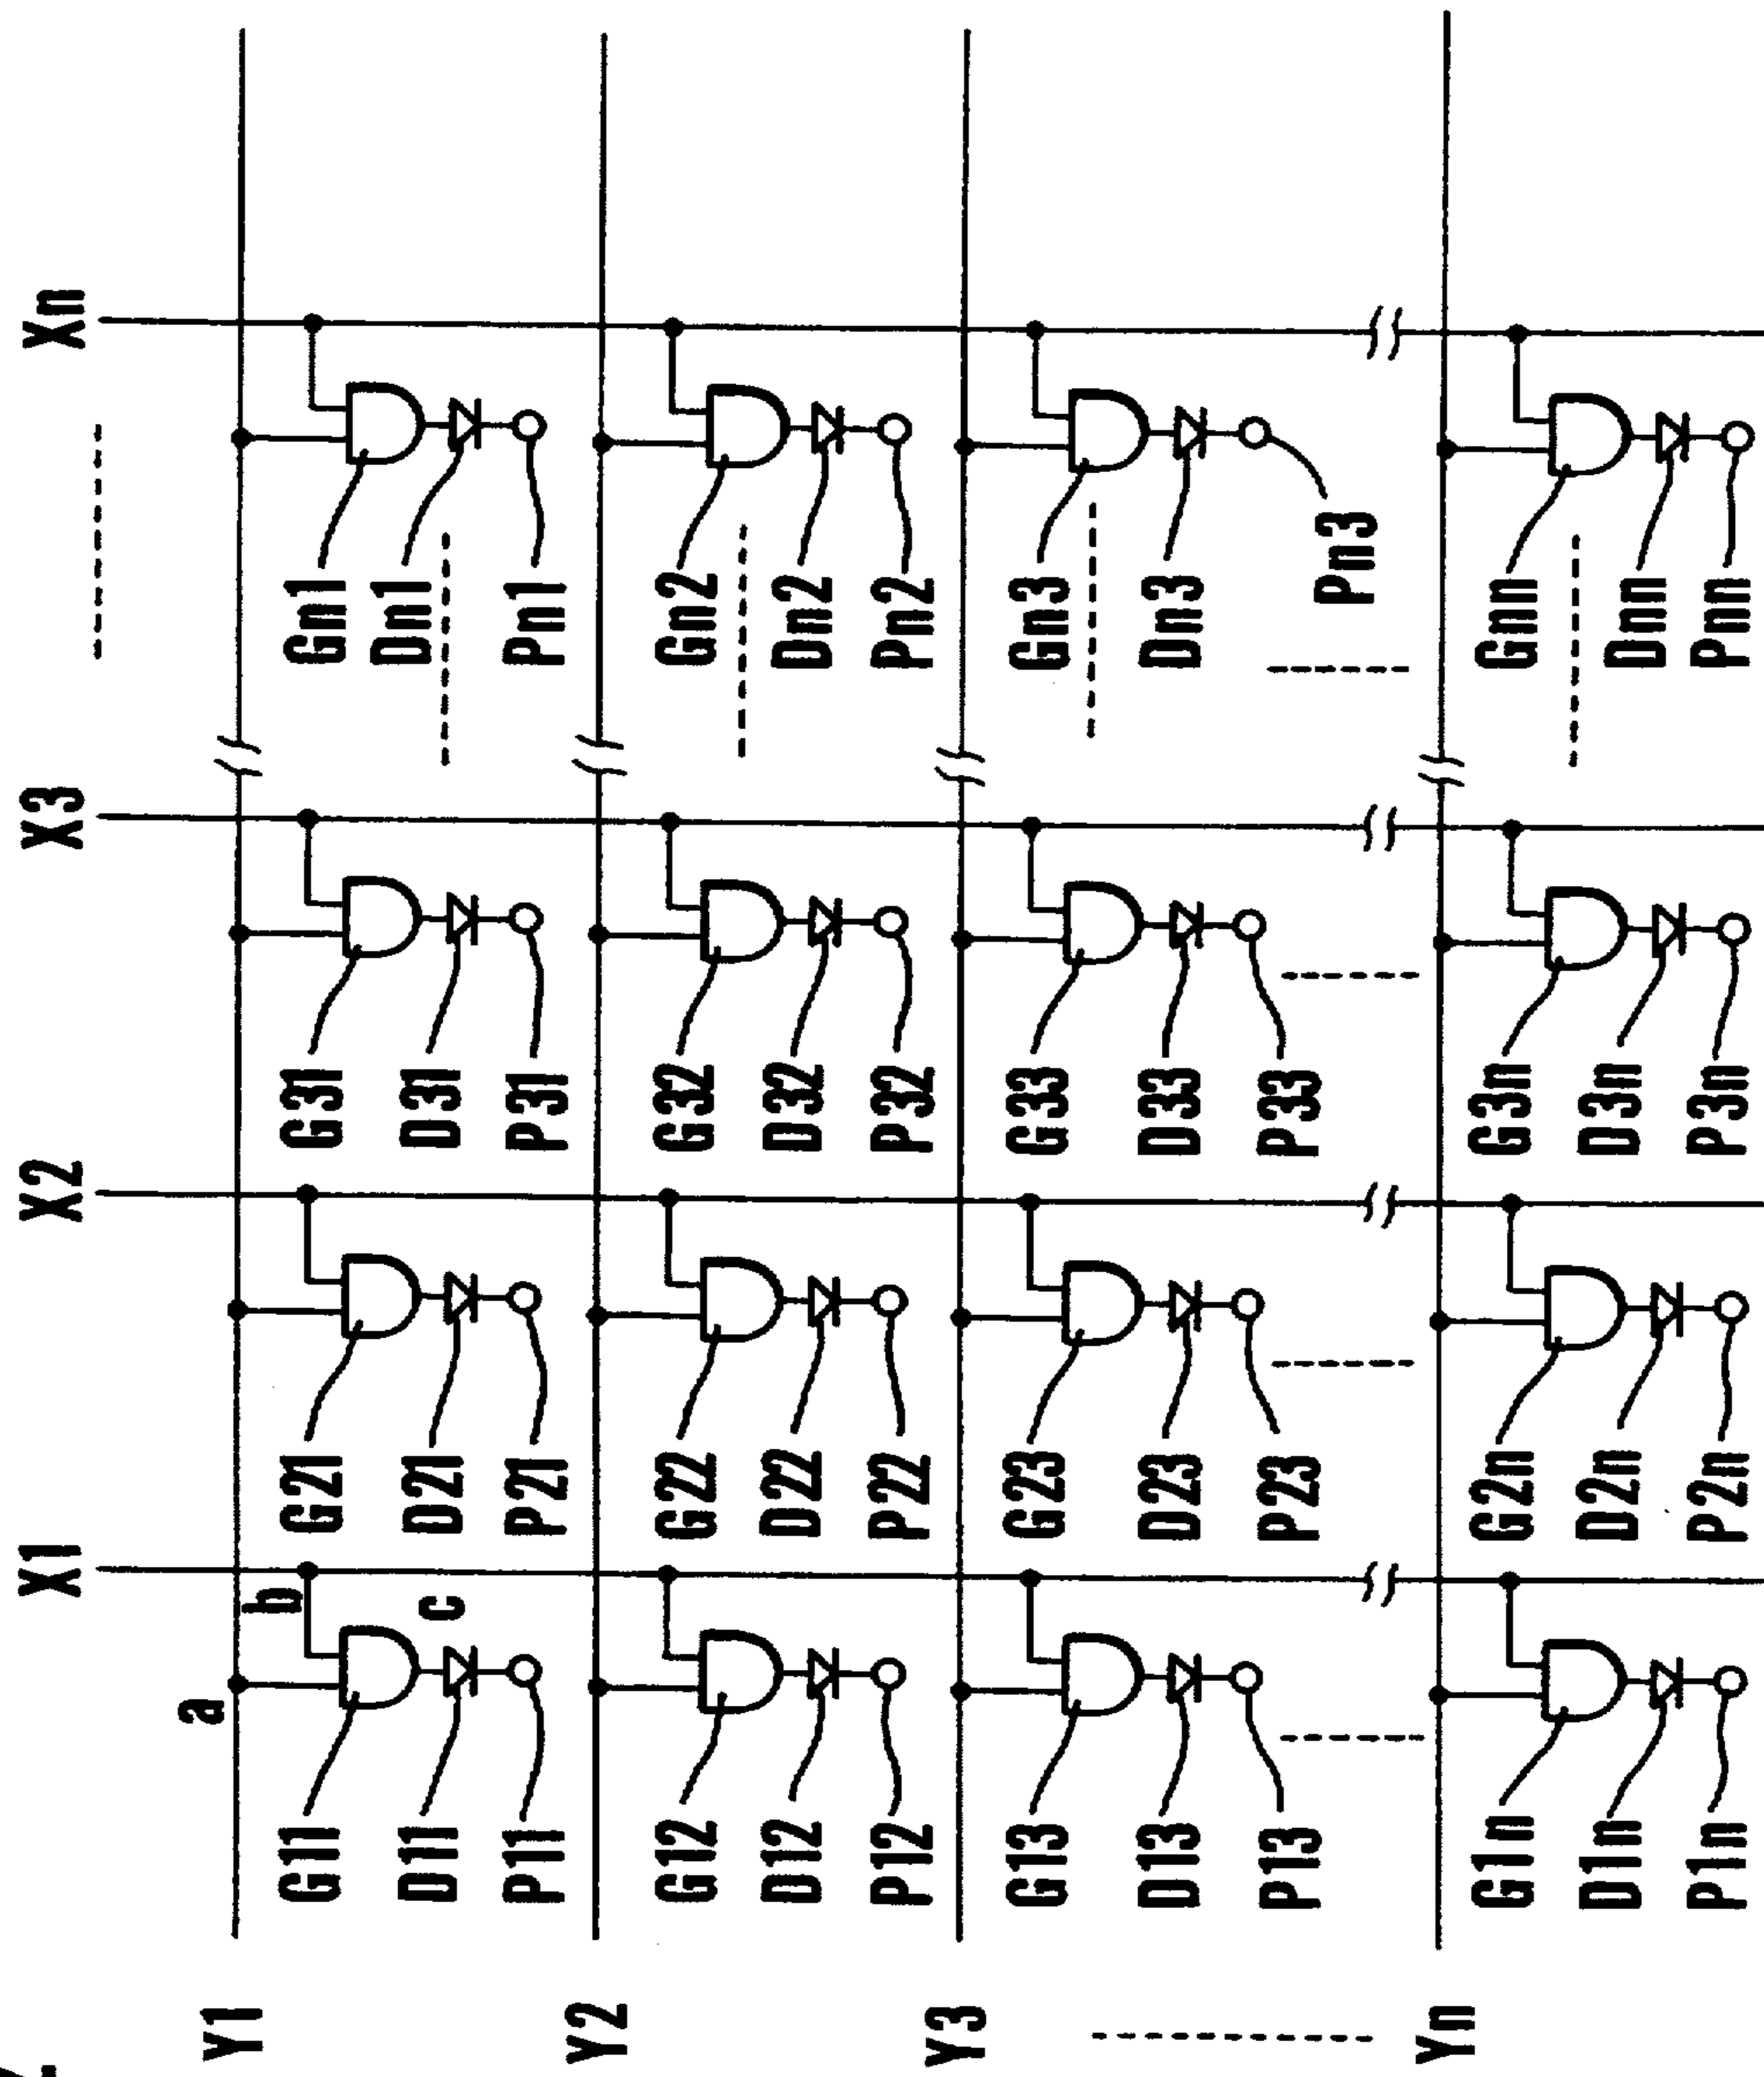 X1 X2 X3 Xn
a
Y1
b
G11 G21 G31 Gn1
D11 c D21 D31 Dn1
P11 P21 P31 Pn1
Y2
G12 G22 G32 Gn2
D12 D22 D32 Dn2
P12 P22 P32 Pn2
Y3
G13 G23 G33 Gn3
D13 D23 D33 Dn3
P13 P23 P33 Pn3
Yn
G1n G2n G3n Gnn
D1n D2n D3n Dnn
P1n P2n P3n Pnn